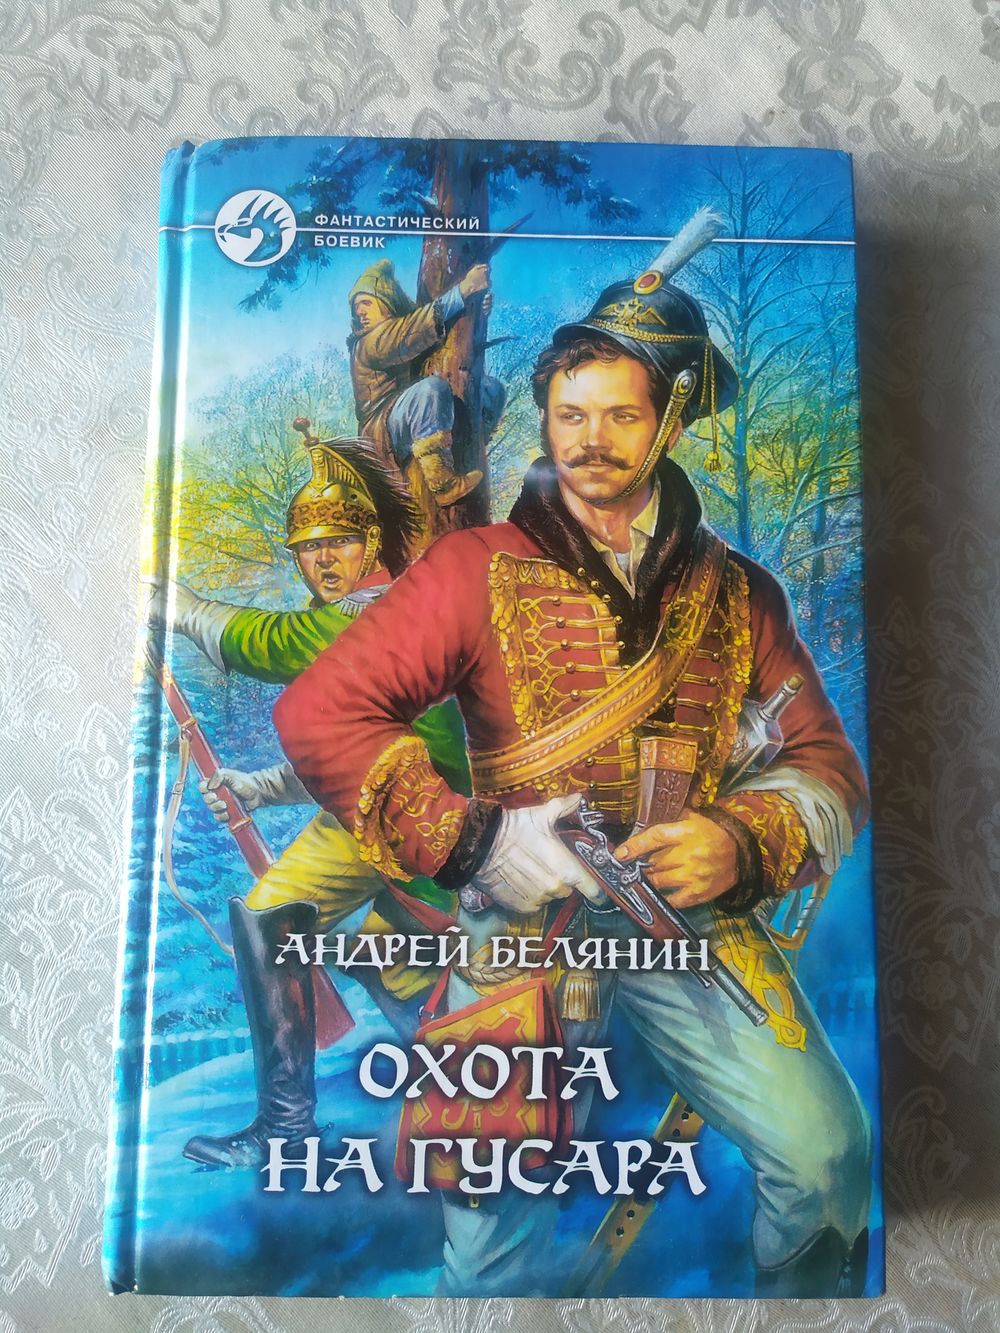 ФАНТАСТИЧЕСКИЙ
БОЕВИК
АНДРЕЙ БЕЛЯНИН
ОХОТА
НА ГУСАРА